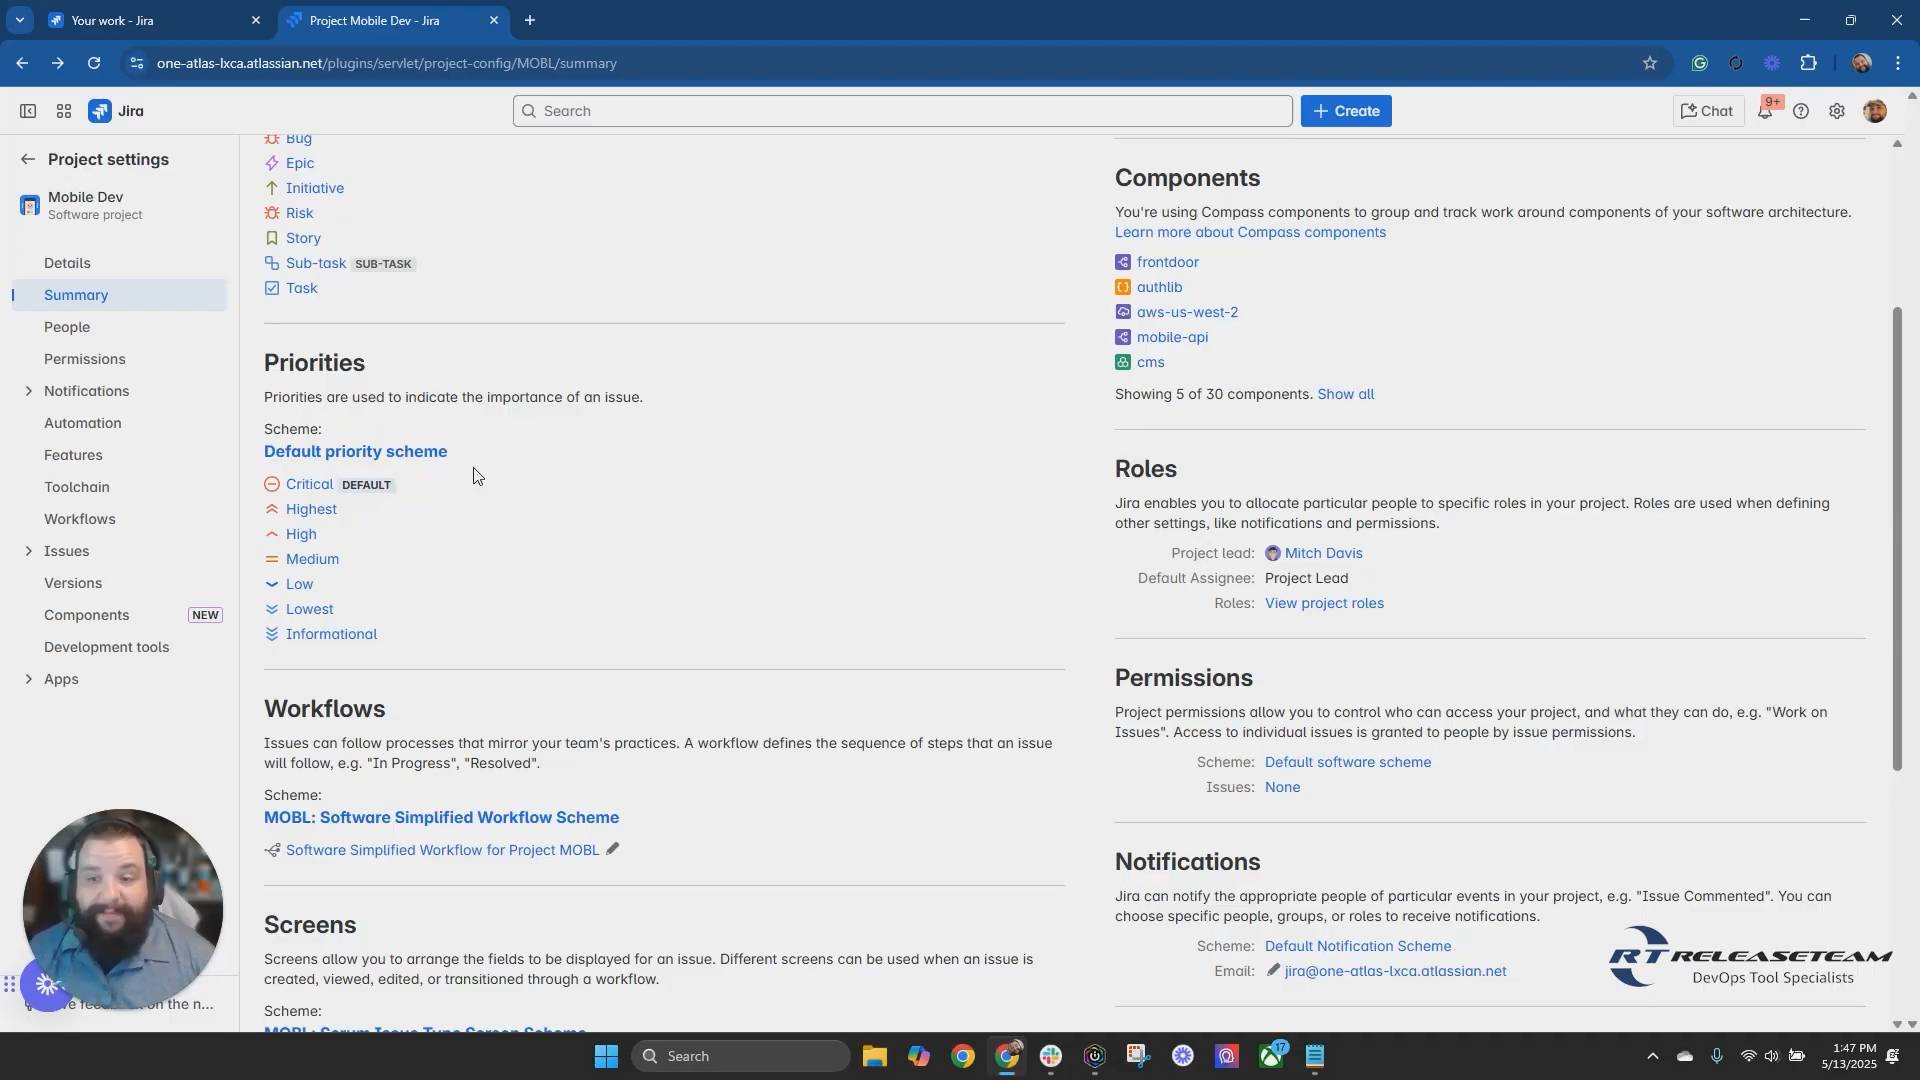 Your work - Jira
Project Mobile Dev - Jira
one-atlas-lxca.atlassian.net/plugins/servlet/project-config/MOBL/summary
Jira
Search
Create
Chat
9+
Project settings
Mobile Dev
Software project
Details
Summary
People
Permissions
Notifications
Automation
Features
Toolchain
Workflows
Issues
Versions
Components NEW
Development tools
Apps
on the n...
Bug
Epic
Initiative
Risk
Story
Sub-task SUB-TASK
Task
Priorities
Priorities are used to indicate the importance of an issue.
Scheme:
Default priority scheme
Critical DEFAULT
Highest
High
Medium
Low
Lowest
Informational
Workflows
Issues can follow processes that mirror your team's practices. A workflow defines the sequence of steps that an issue
will follow, e.g. "In Progress", "Resolved".
Scheme:
MOBL: Software Simplified Workflow Scheme
Software Simplified Workflow for Project MOBL
Screens
Screens allow you to arrange the fields to be displayed for an issue. Different screens can be used when an issue is
created, viewed, edited, or transitioned through a workflow.
Scheme:
MOBL: Scrum Issue Type Screen Scheme
Components
You're using Compass components to group and track work around components of your software architecture.
Learn more about Compass components
frontdoor
authlib
aws-us-west-2
mobile-api
cms
Showing 5 of 30 components. Show all
Roles
Jira enables you to allocate particular people to specific roles in your project. Roles are used when defining
other settings, like notifications and permissions.
Project lead: Mitch Davis
Default Assignee: Project Lead
Roles: View project roles
Permissions
Project permissions allow you to control who can access your project, and what they can do, e.g. "Work on
Issues". Access to individual issues is granted to people by issue permissions.
Scheme: Default software scheme
Issues: None
Notifications
Jira can notify the appropriate people of particular events in your project, e.g. "Issue Commented". You can
choose specific people, groups, or roles to receive notifications.
Scheme: Default Notification Scheme
Email: jira@one-atlas-lxca.atlassian.net
RT RELEASETEAM
DevOps Tool Specialists
Search
17
1:47 PM
5/13/2025